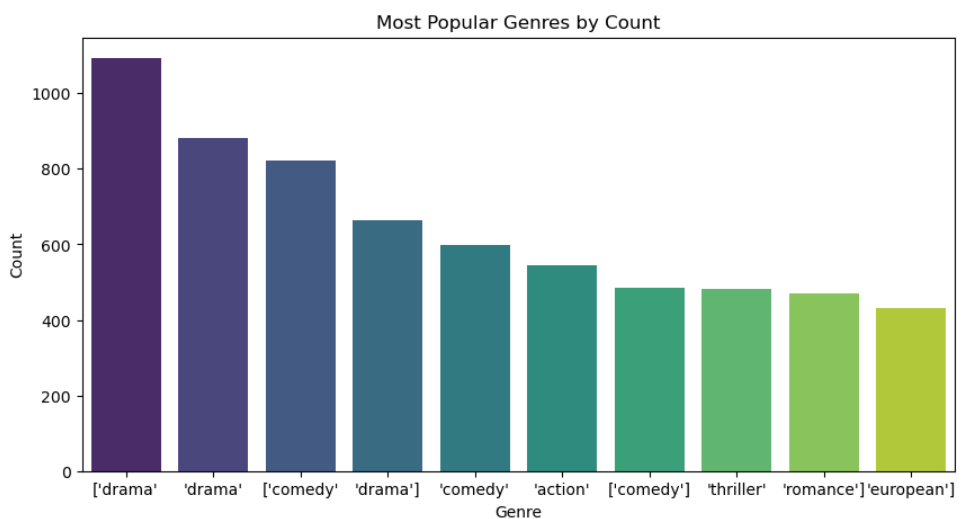 Most Popular Genres by Count
Count
1000
800
600
400
200
0
['drama' 'drama' ['comedy' 'drama'] 'comedy' 'action' ['comedy'] 'thriller' 'romance'] 'european']
Genre